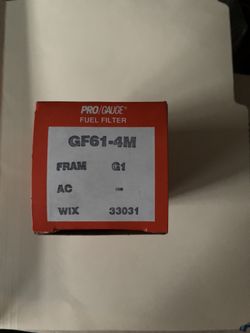 PRO/GAUGE®
FUEL FILTER
GF61-4M
FRAM G1
AC —
WIX 33031